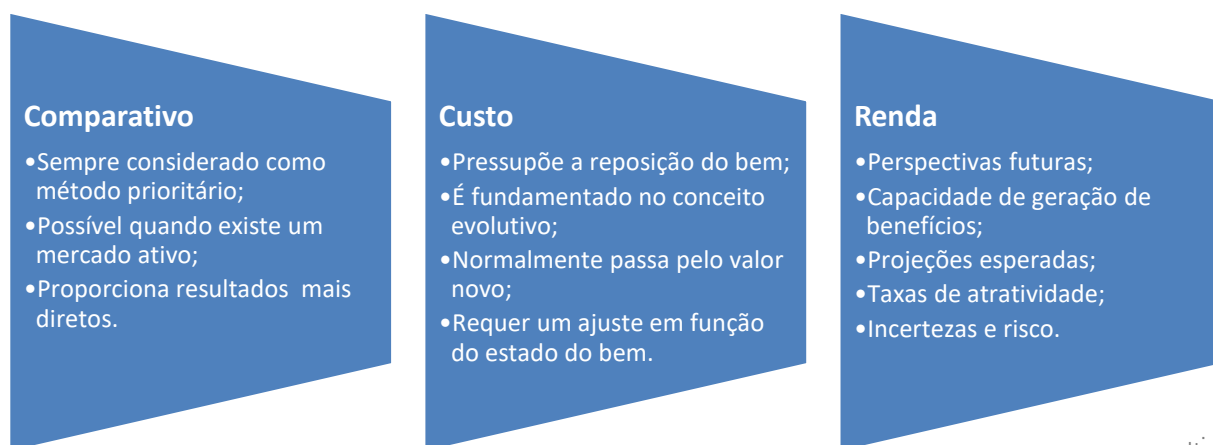 Comparativo
•Sempre considerado como
método prioritário;
•Possível quando existe um
mercado ativo;
•Proporciona resultados mais
diretos.
Custo
•Pressupõe a reposição do bem;
•É fundamentado no conceito
evolutivo;
•Normalmente passa pelo valor
novo;
•Requer um ajuste em função
do estado do bem.
Renda
•Perspectivas futuras;
•Capacidade de geração de
benefícios;
•Projeções esperadas;
•Taxas de atratividade;
•Incertezas e risco.